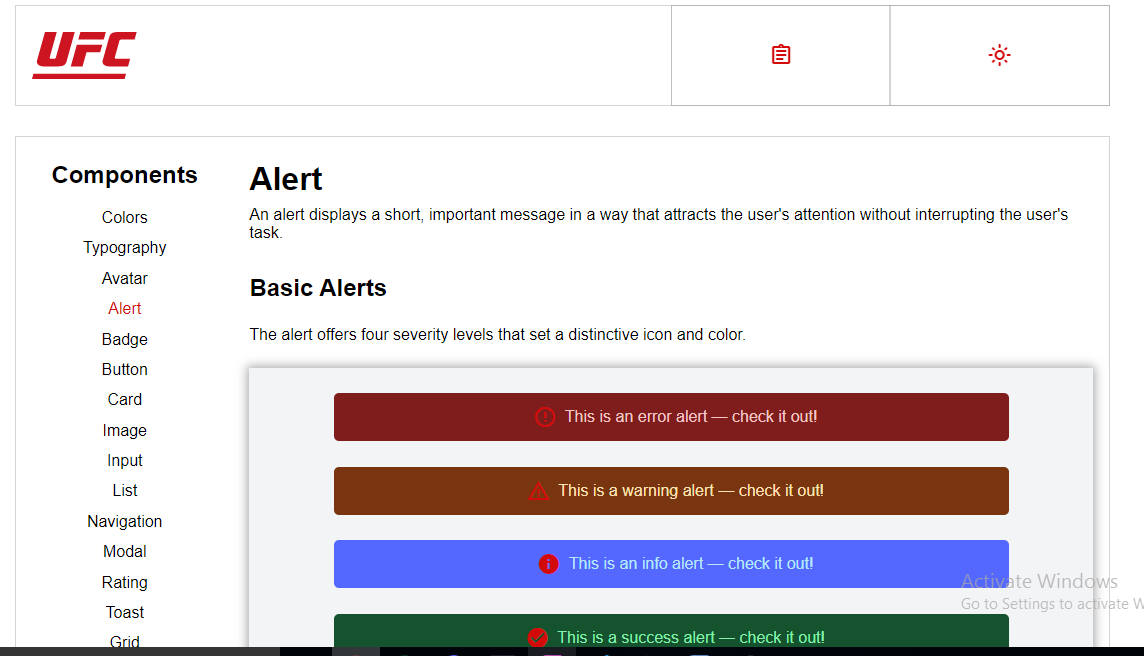 UFC
Components
Colors
Typography
Avatar
Alert
Badge
Button
Card
Image
Input
List
Navigation
Modal
Rating
Toast
Grid
Alert
An alert displays a short, important message in a way that attracts the user's attention without interrupting the user's
task.
Basic Alerts
The alert offers four severity levels that set a distinctive icon and color.
This is an error alert — check it out!
This is a warning alert — check it out!
This is an info alert — check it out!
This is a success alert — check it out!
Activate Windows
Go to Settings to activate W